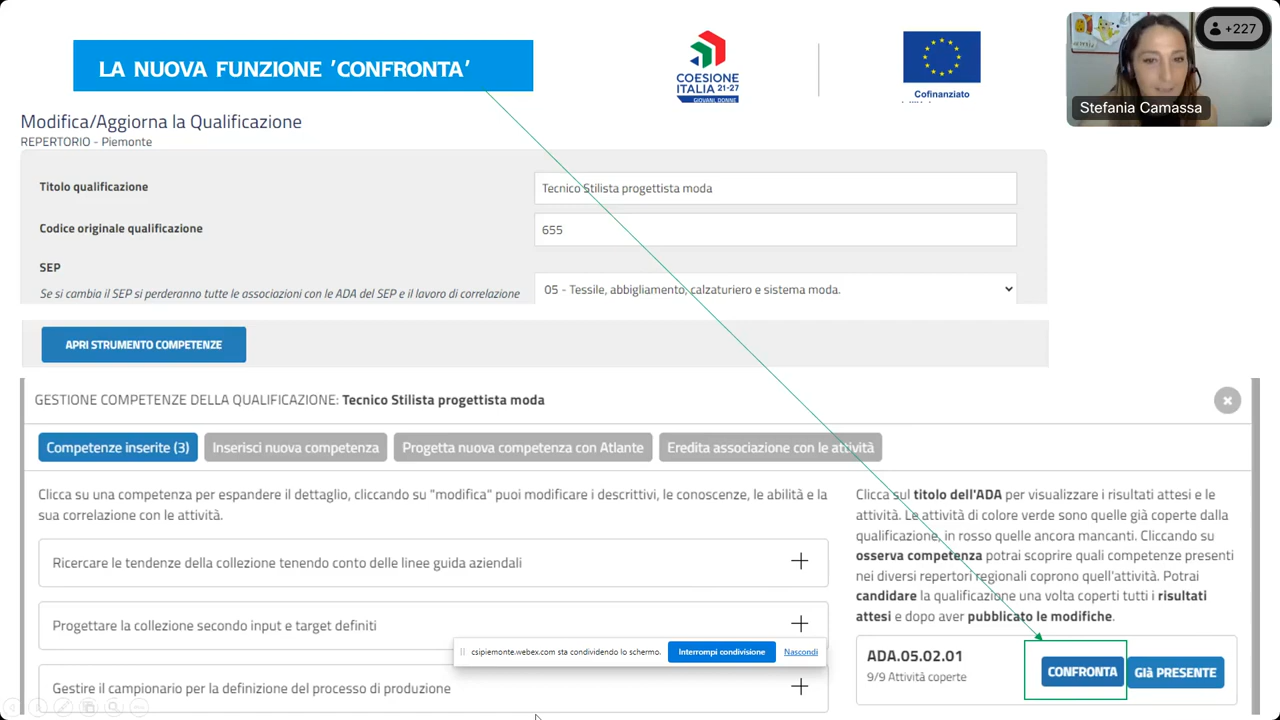 LA NUOVA FUNZIONE 'CONFRONTA'
COESIONE
ITALIA 21-27
GIOVANI, DONNE
Cofinanziato
+227
Stefania Camassa
Modifica/Aggiorna la Qualificazione
REPERTORIO - Piemonte
Titolo qualificazione
Tecnico Stilista progettista moda
Codice originale qualificazione
655
SEP
Se si cambia il SEP si perderanno tutte le associazioni con le ADA del SEP e il lavoro di correlazione
05 - Tessile, abbigliamento, calzaturiero e sistema moda.
APRI STRUMENTO COMPETENZE
GESTIONE COMPETENZE DELLA QUALIFICAZIONE: Tecnico Stilista progettista moda
Competenze inserite (3)
Inserisci nuova competenza
Progetta nuova competenza con Atlante
Eredita associazione con le attività
Clicca su una competenza per espandere il dettaglio, cliccando su "modifica" puoi modificare i descrittivi, le conoscenze, le abilità e la
sua correlazione con le attività.
Ricercare le tendenze della collezione tenendo conto delle linee guida aziendali
Progettare la collezione secondo input e target definiti
Gestire il campionario per la definizione del processo di produzione
csipiemonte.webex.com sta condividendo lo schermo.
Interrompi condivisione
Nascondi
Clicca sul titolo dell'ADA per visualizzare i risultati attesi e le
attività. Le attività di colore verde sono quelle già coperte dalla
qualificazione, in rosso quelle ancora mancanti. Cliccando su
osserva competenza potrai scoprire quali competenze presenti
nei diversi repertori regionali coprono quell'attività. Potrai
candidare la qualificazione una volta coperti tutti i risultati
attesi e dopo aver pubblicato le modifiche.
ADA.05.02.01
9/9 Attività coperte
CONFRONTA
GIà PRESENTE